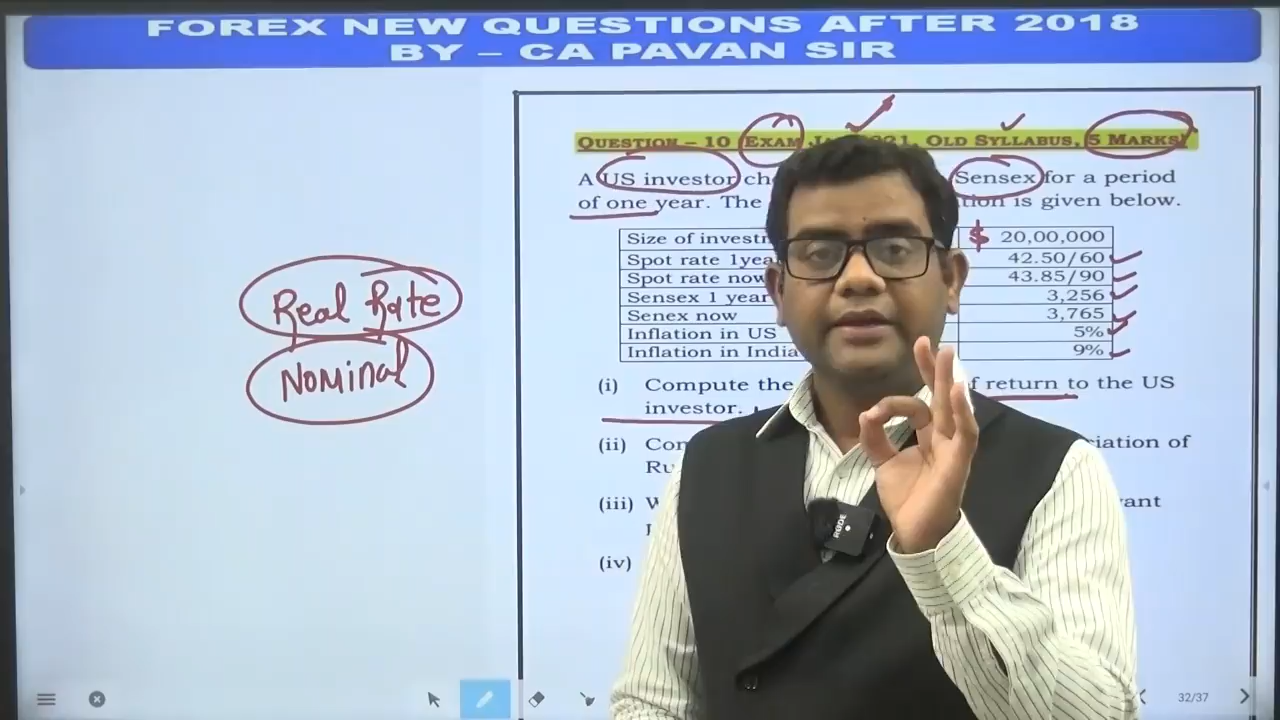 FOREX NEW QUESTIONS AFTER 2018
BY – CA PAVAN SIR
QUESTION – 10 EXAM 2021, OLD SYLLABUS, 5 MARKS
A US investor Sensex for a period
of one year. The is given below.
Size of $ 20,00,000
Spot rate 42.50/60
Spot rate now 43.85/90
Sensex 1 year 3,256
Senex now 3,765
Inflation in US 5%
Inflation in India 9%
(i) Compute the return to the US
investor.
(ii) of
(iii)
(iv)
Real Rate
Nominal
RODE
32/37